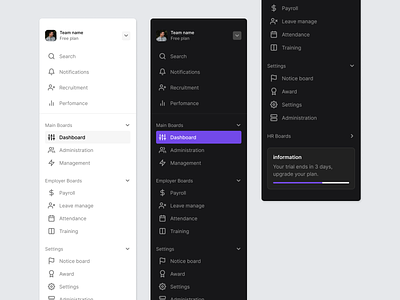 Team name
Free plan
Search
Notifications
Recruitment
Perfomance
Main Boards
Dashboard
Administration
Management
Employer Boards
Payroll
Leave manage
Attendance
Training
Settings
Notice board
Award
Settings
Administration
Team name
Free plan
Search
Notifications
Recruitment
Perfomance
Main Boards
Dashboard
Administration
Management
Employer Boards
Payroll
Leave manage
Attendance
Training
Settings
Notice board
Award
Settings
Administration
Payroll
Leave manage
Attendance
Training
Settings
Notice board
Award
Settings
Administration
HR Boards
information
Your trial ends in 3 days,
upgrade your plan.